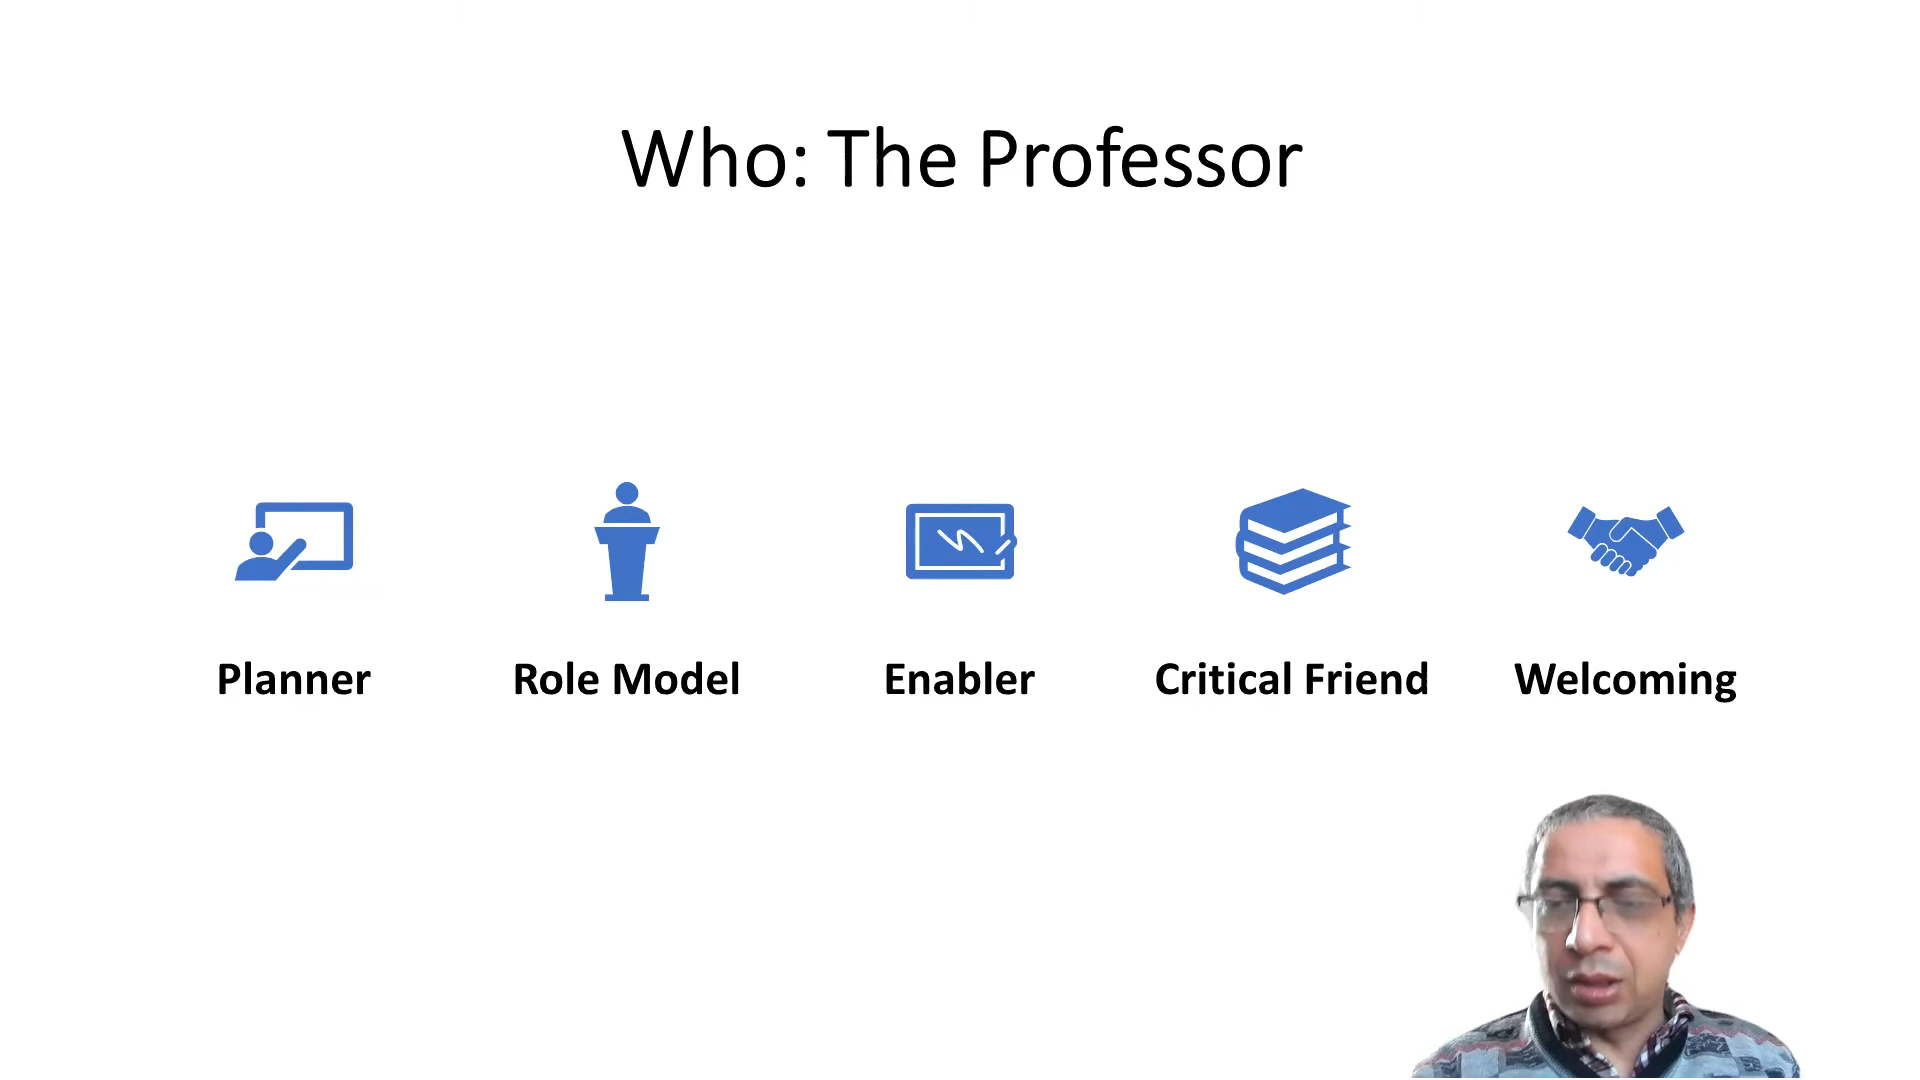 Who: The Professor
Planner
Role Model
Enabler
Critical Friend
Welcoming